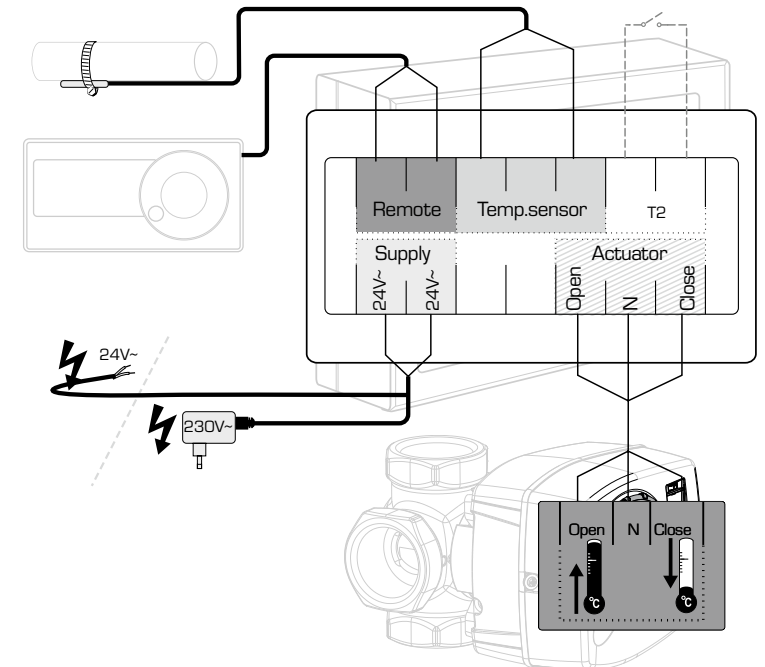 Remote Temp.sensor T2
Supply Actuator
24V~ 24V~ Open N Close
24V~
230V~
Open N Close
°C °C